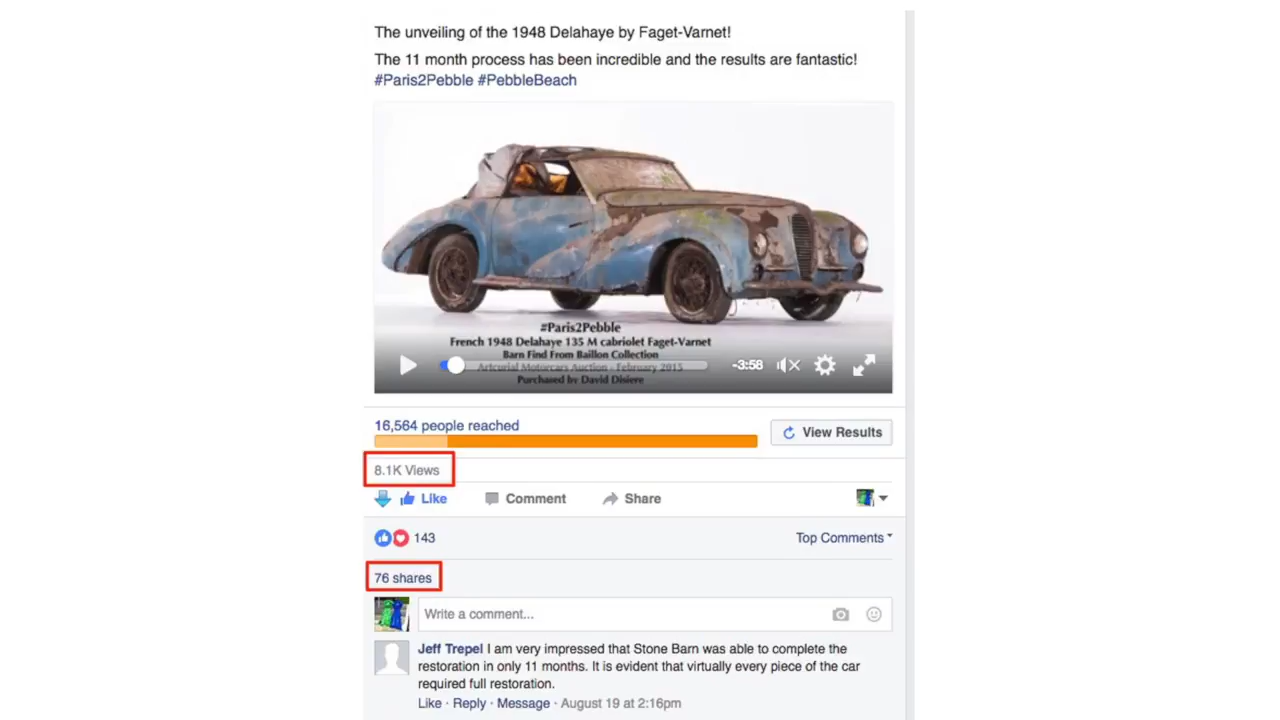 The unveiling of the 1948 Delahaye by Faget-Varnet!
The 11 month process has been incredible and the results are fantastic!
#Paris2Pebble #PebbleBeach
#Paris2Pebble
French 1948 Delahaye 135 M cabriolet Faget-Varnet
Barn Find From Baillon Collection
Artcurial Motorcars Auction - February 2015
-3:58
Purchased by David Disiere
16,564 people reached
View Results
8.1K Views
Like Comment Share
143
Top Comments
76 shares
Write a comment...
Jeff Trepel I am very impressed that Stone Barn was able to complete the
restoration in only 11 months. It is evident that virtually every piece of the car
required full restoration.
Like · Reply · Message · August 19 at 2:16pm